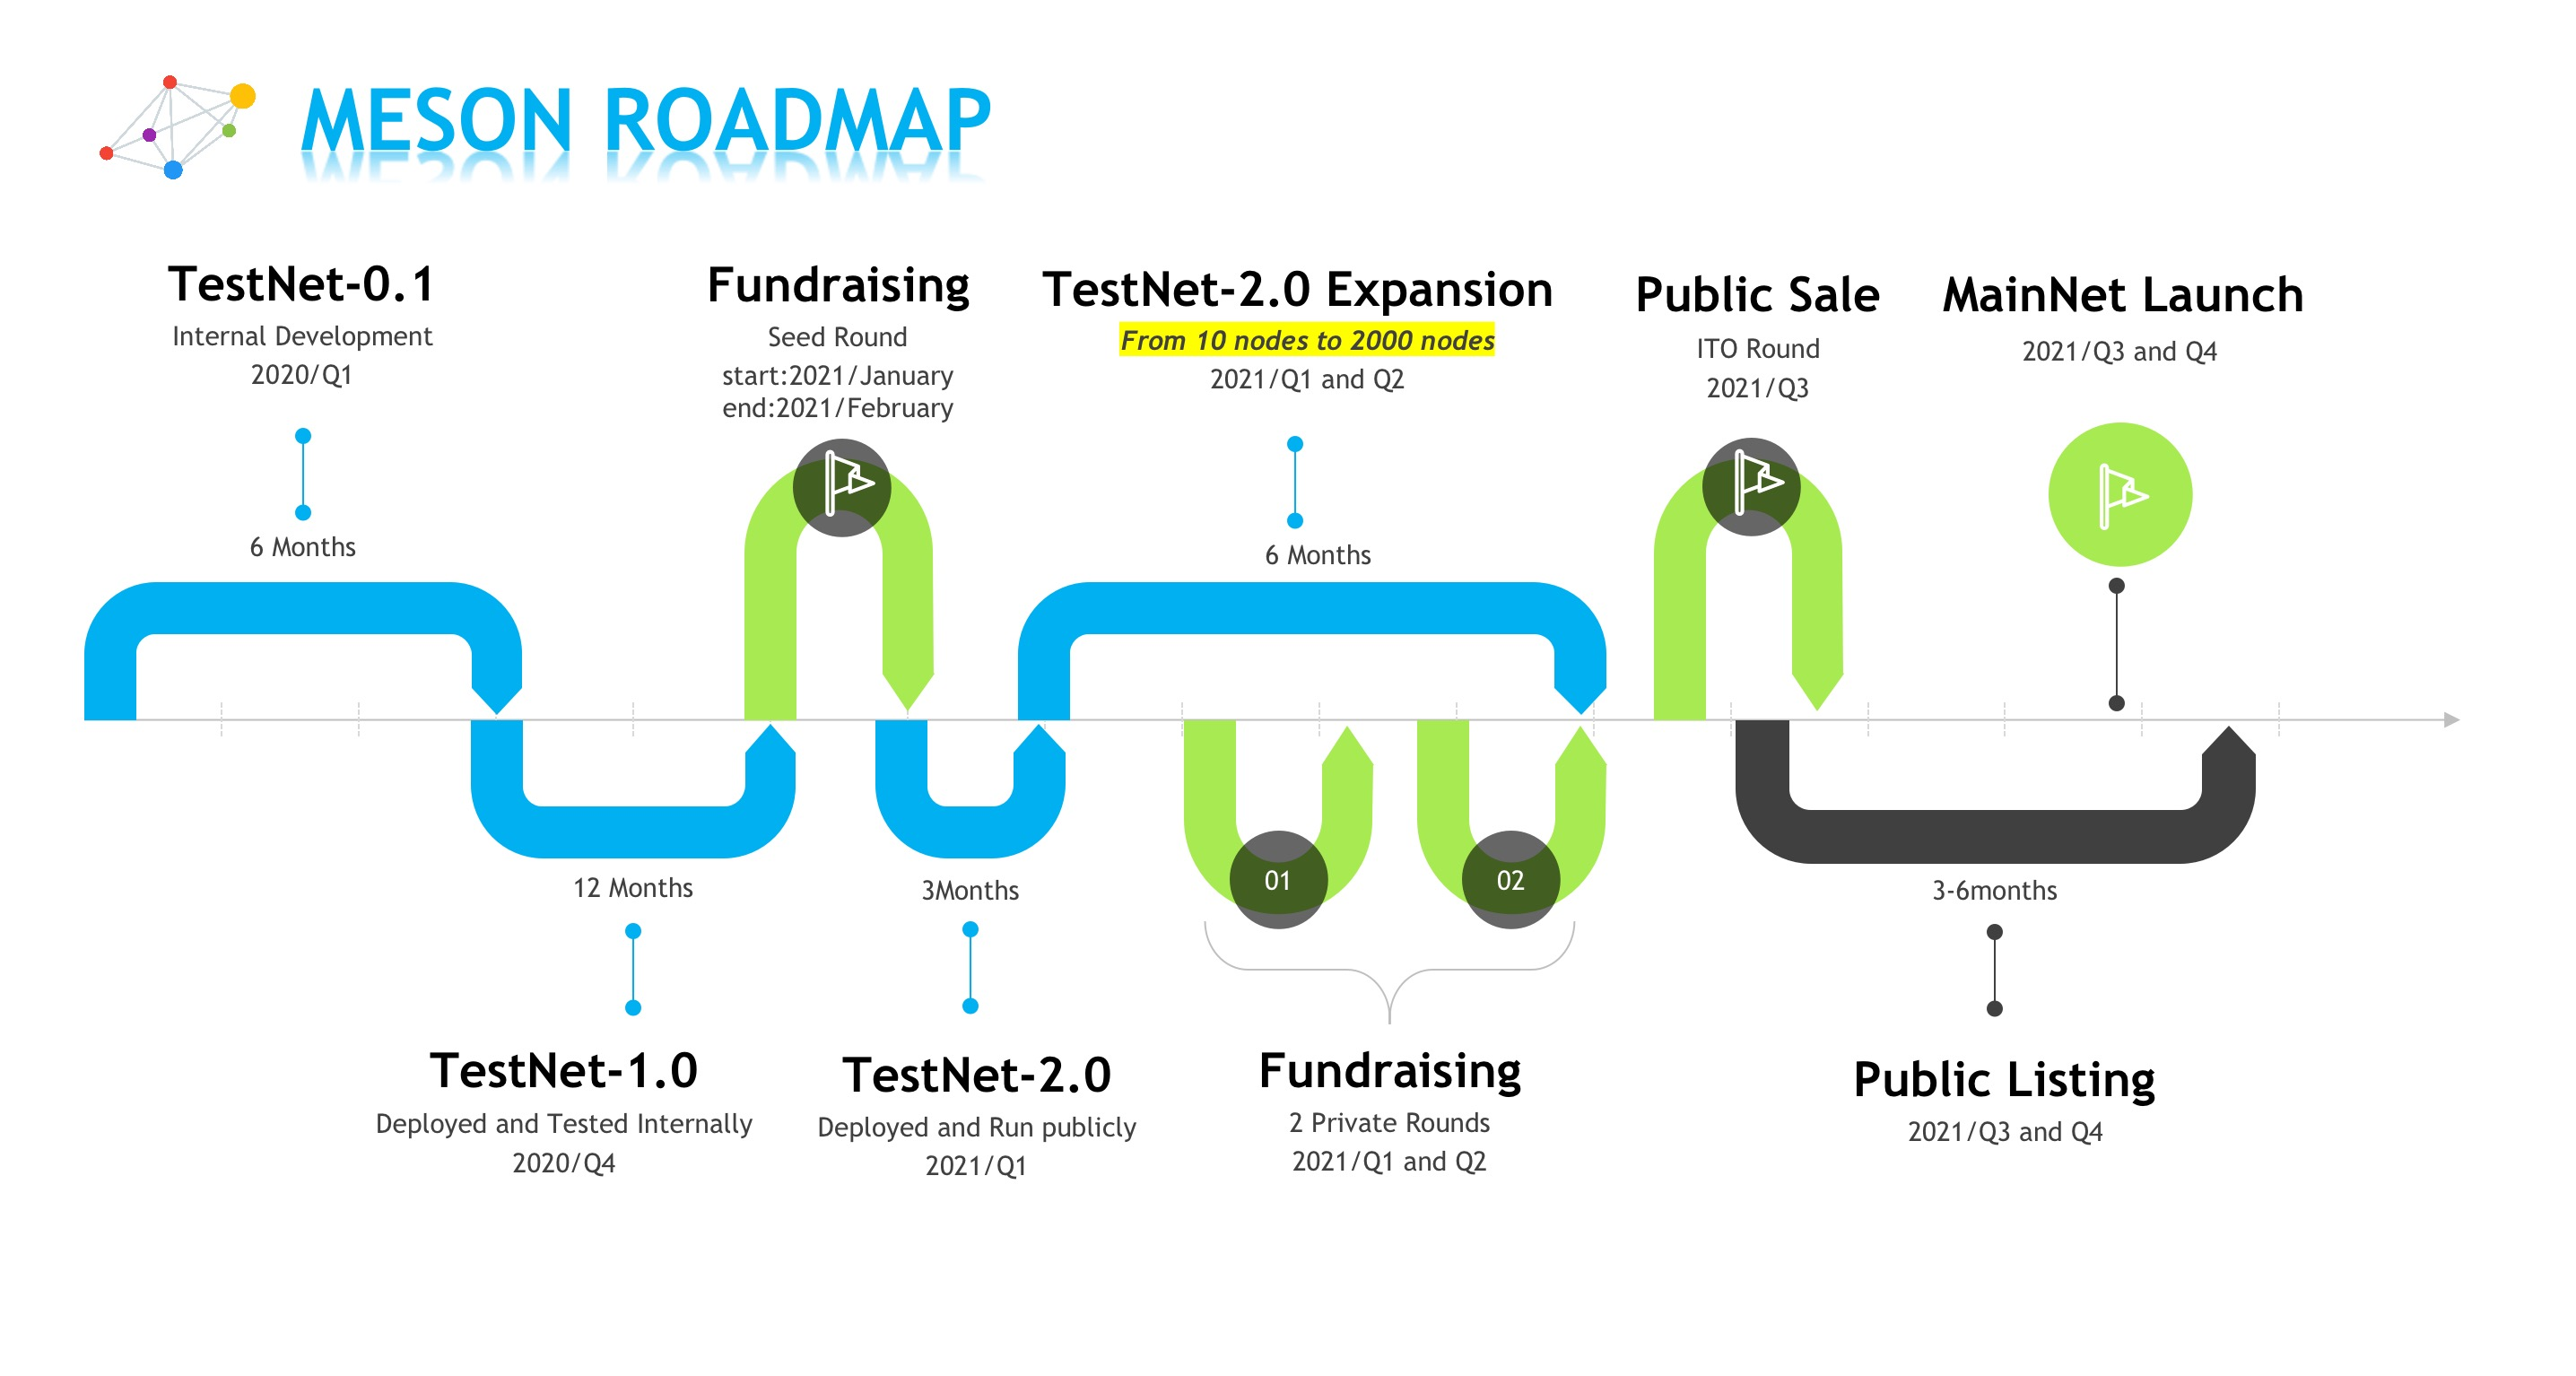 MESON ROADMAP
TestNet-0.1
Internal Development
2020/Q1
6 Months
Fundraising
Seed Round
start:2021/January
end:2021/February
TestNet-2.0 Expansion
From 10 nodes to 2000 nodes
2021/Q1 and Q2
6 Months
Public Sale
ITO Round
2021/Q3
MainNet Launch
2021/Q3 and Q4
12 Months
TestNet-1.0
Deployed and Tested Internally
2020/Q4
3Months
TestNet-2.0
Deployed and Run publicly
2021/Q1
01
02
Fundraising
2 Private Rounds
2021/Q1 and Q2
3-6months
Public Listing
2021/Q3 and Q4